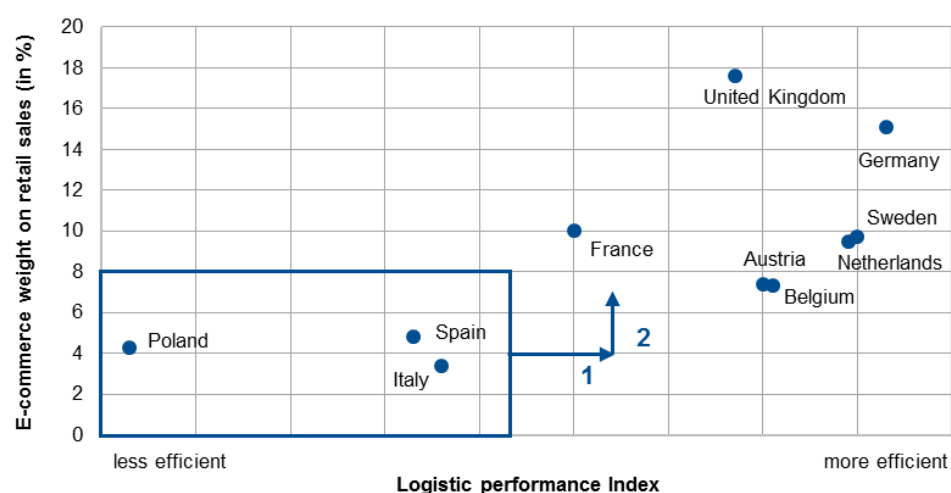 E-commerce weight on retail sales (in %)
20
18
16
14
12
10
8
6
4
2
0
United Kingdom
Germany
Sweden
France
Netherlands
Austria
Belgium
Poland
Spain
Italy
2
1
less efficient
more efficient
Logistic performance Index